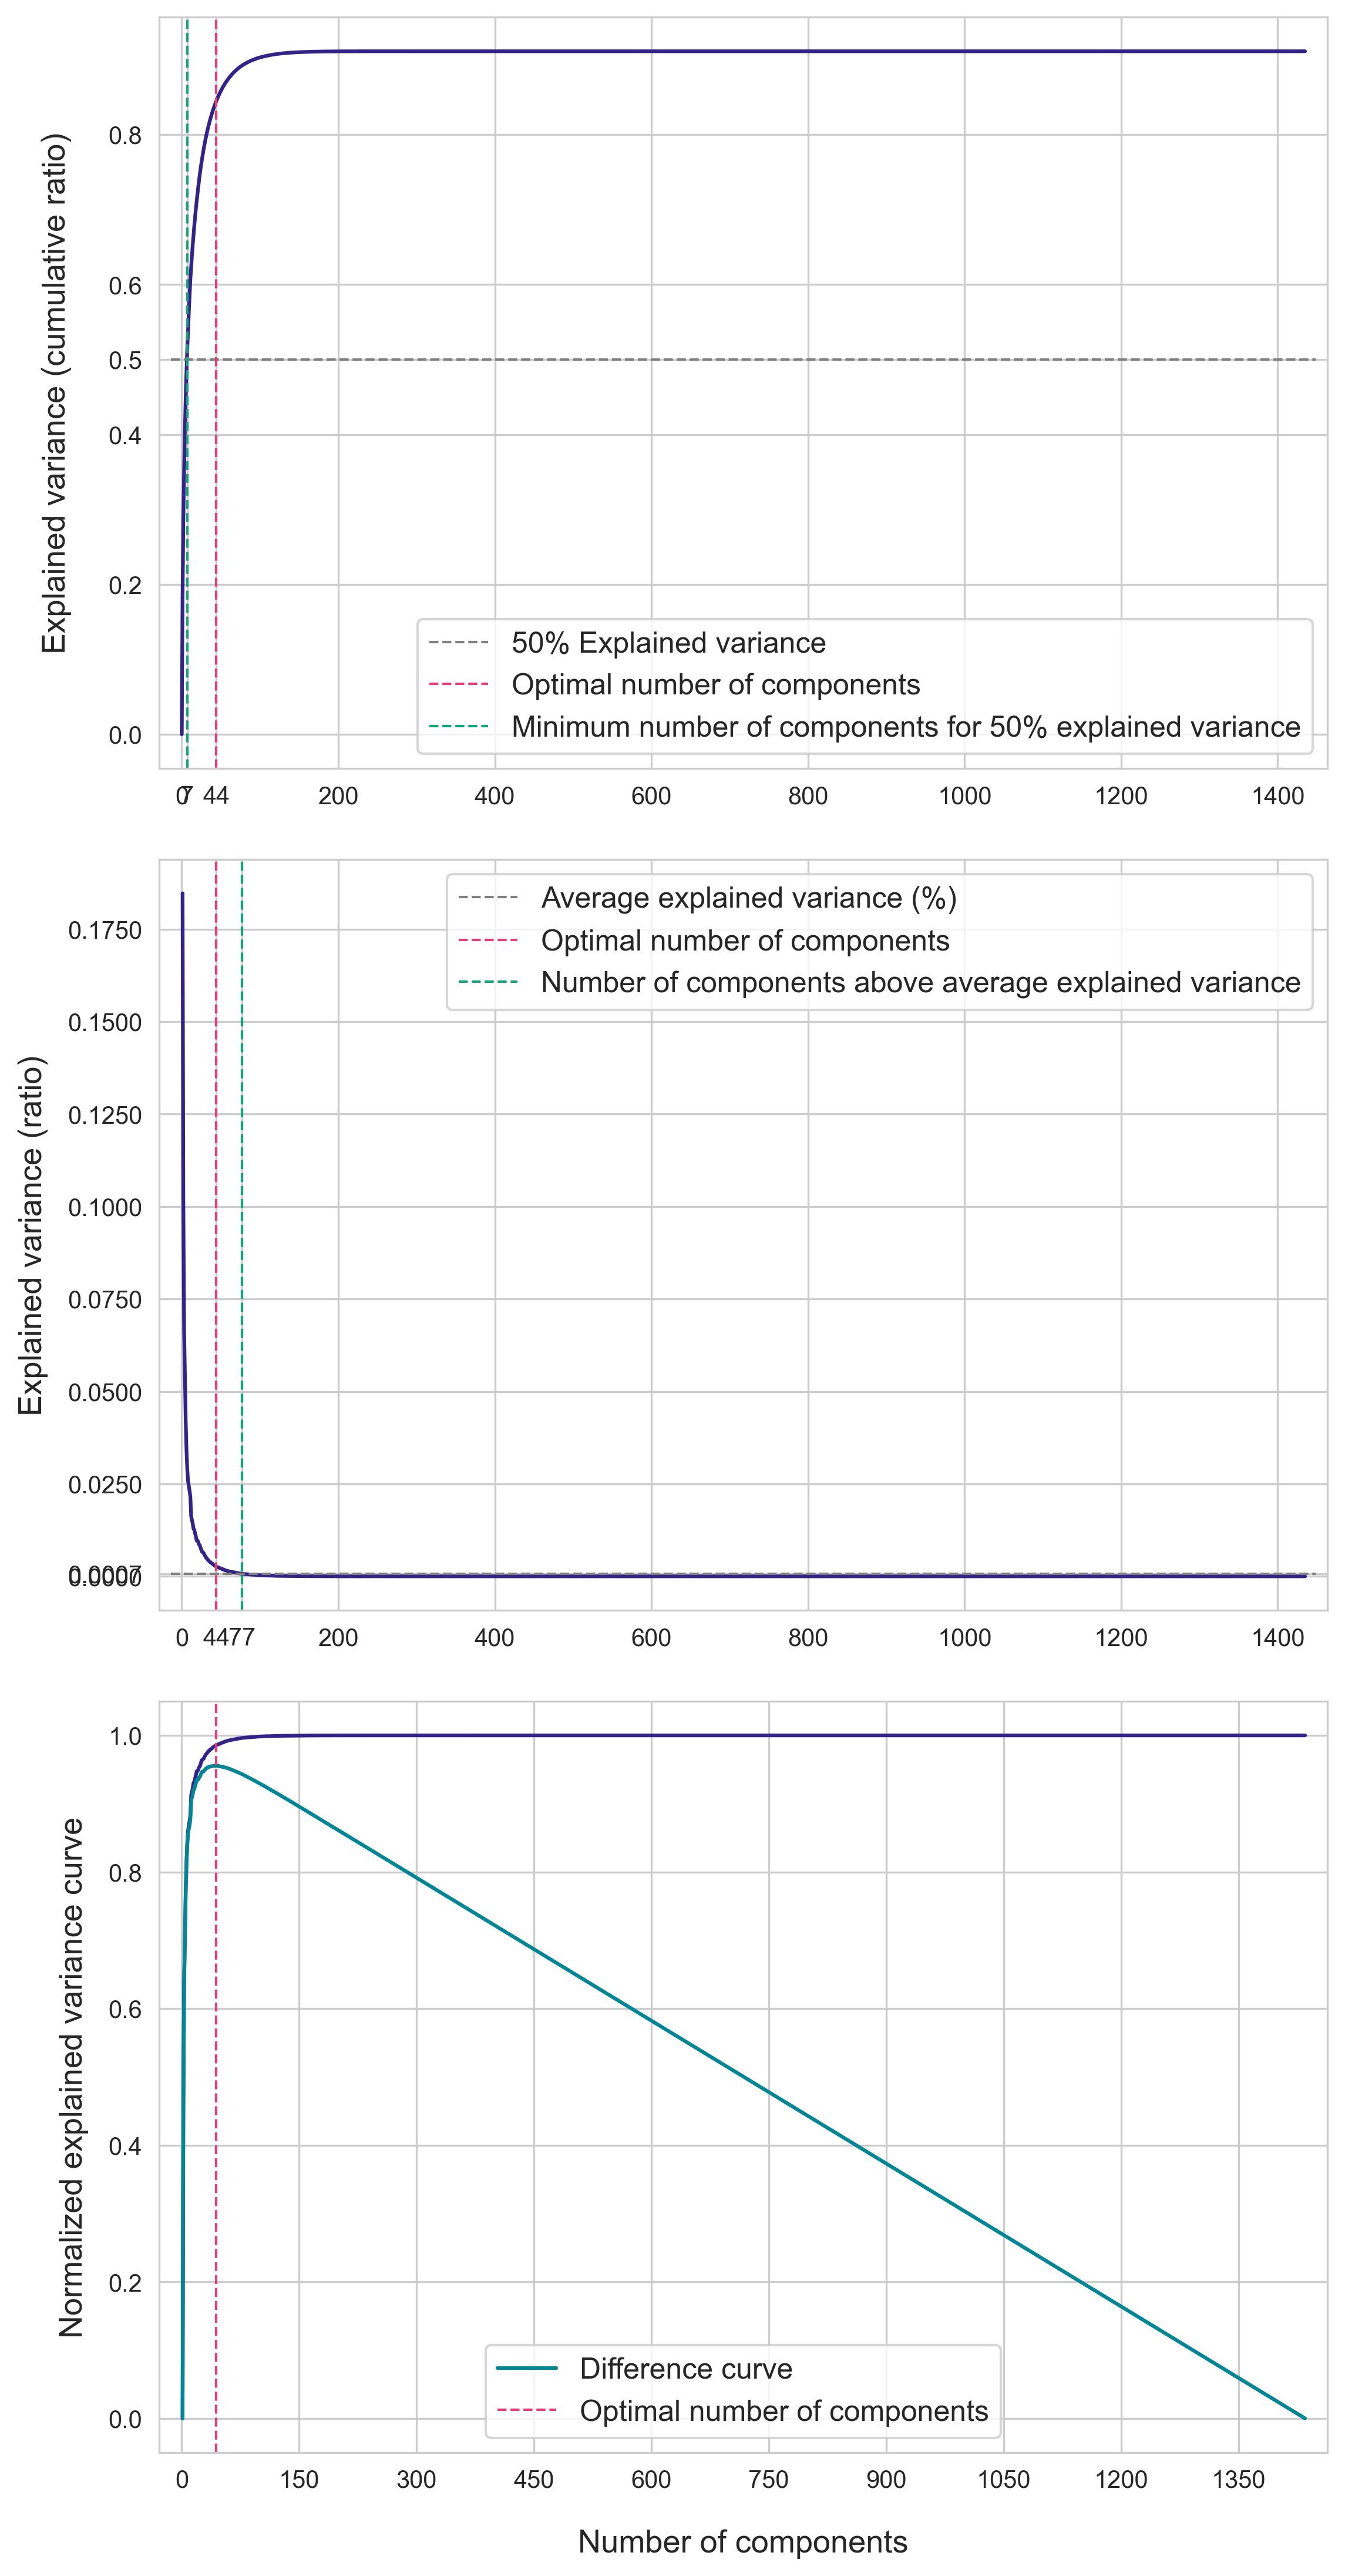 Explained variance (cumulative ratio)
0.8
0.6
0.5
0.4
0.2
0.0
50% Explained variance
Optimal number of components
Minimum number of components for 50% explained variance
0 7 44 200 400 600 800 1000 1200 1400
Explained variance (ratio)
0.1750
0.1500
0.1250
0.1000
0.0750
0.0500
0.0250
0.0007
0.0000
Average explained variance (%)
Optimal number of components
Number of components above average explained variance
0 44 77 200 400 600 800 1000 1200 1400
Normalized explained variance curve
1.0
0.8
0.6
0.4
0.2
0.0
Difference curve
Optimal number of components
0 150 300 450 600 750 900 1050 1200 1350
Number of components